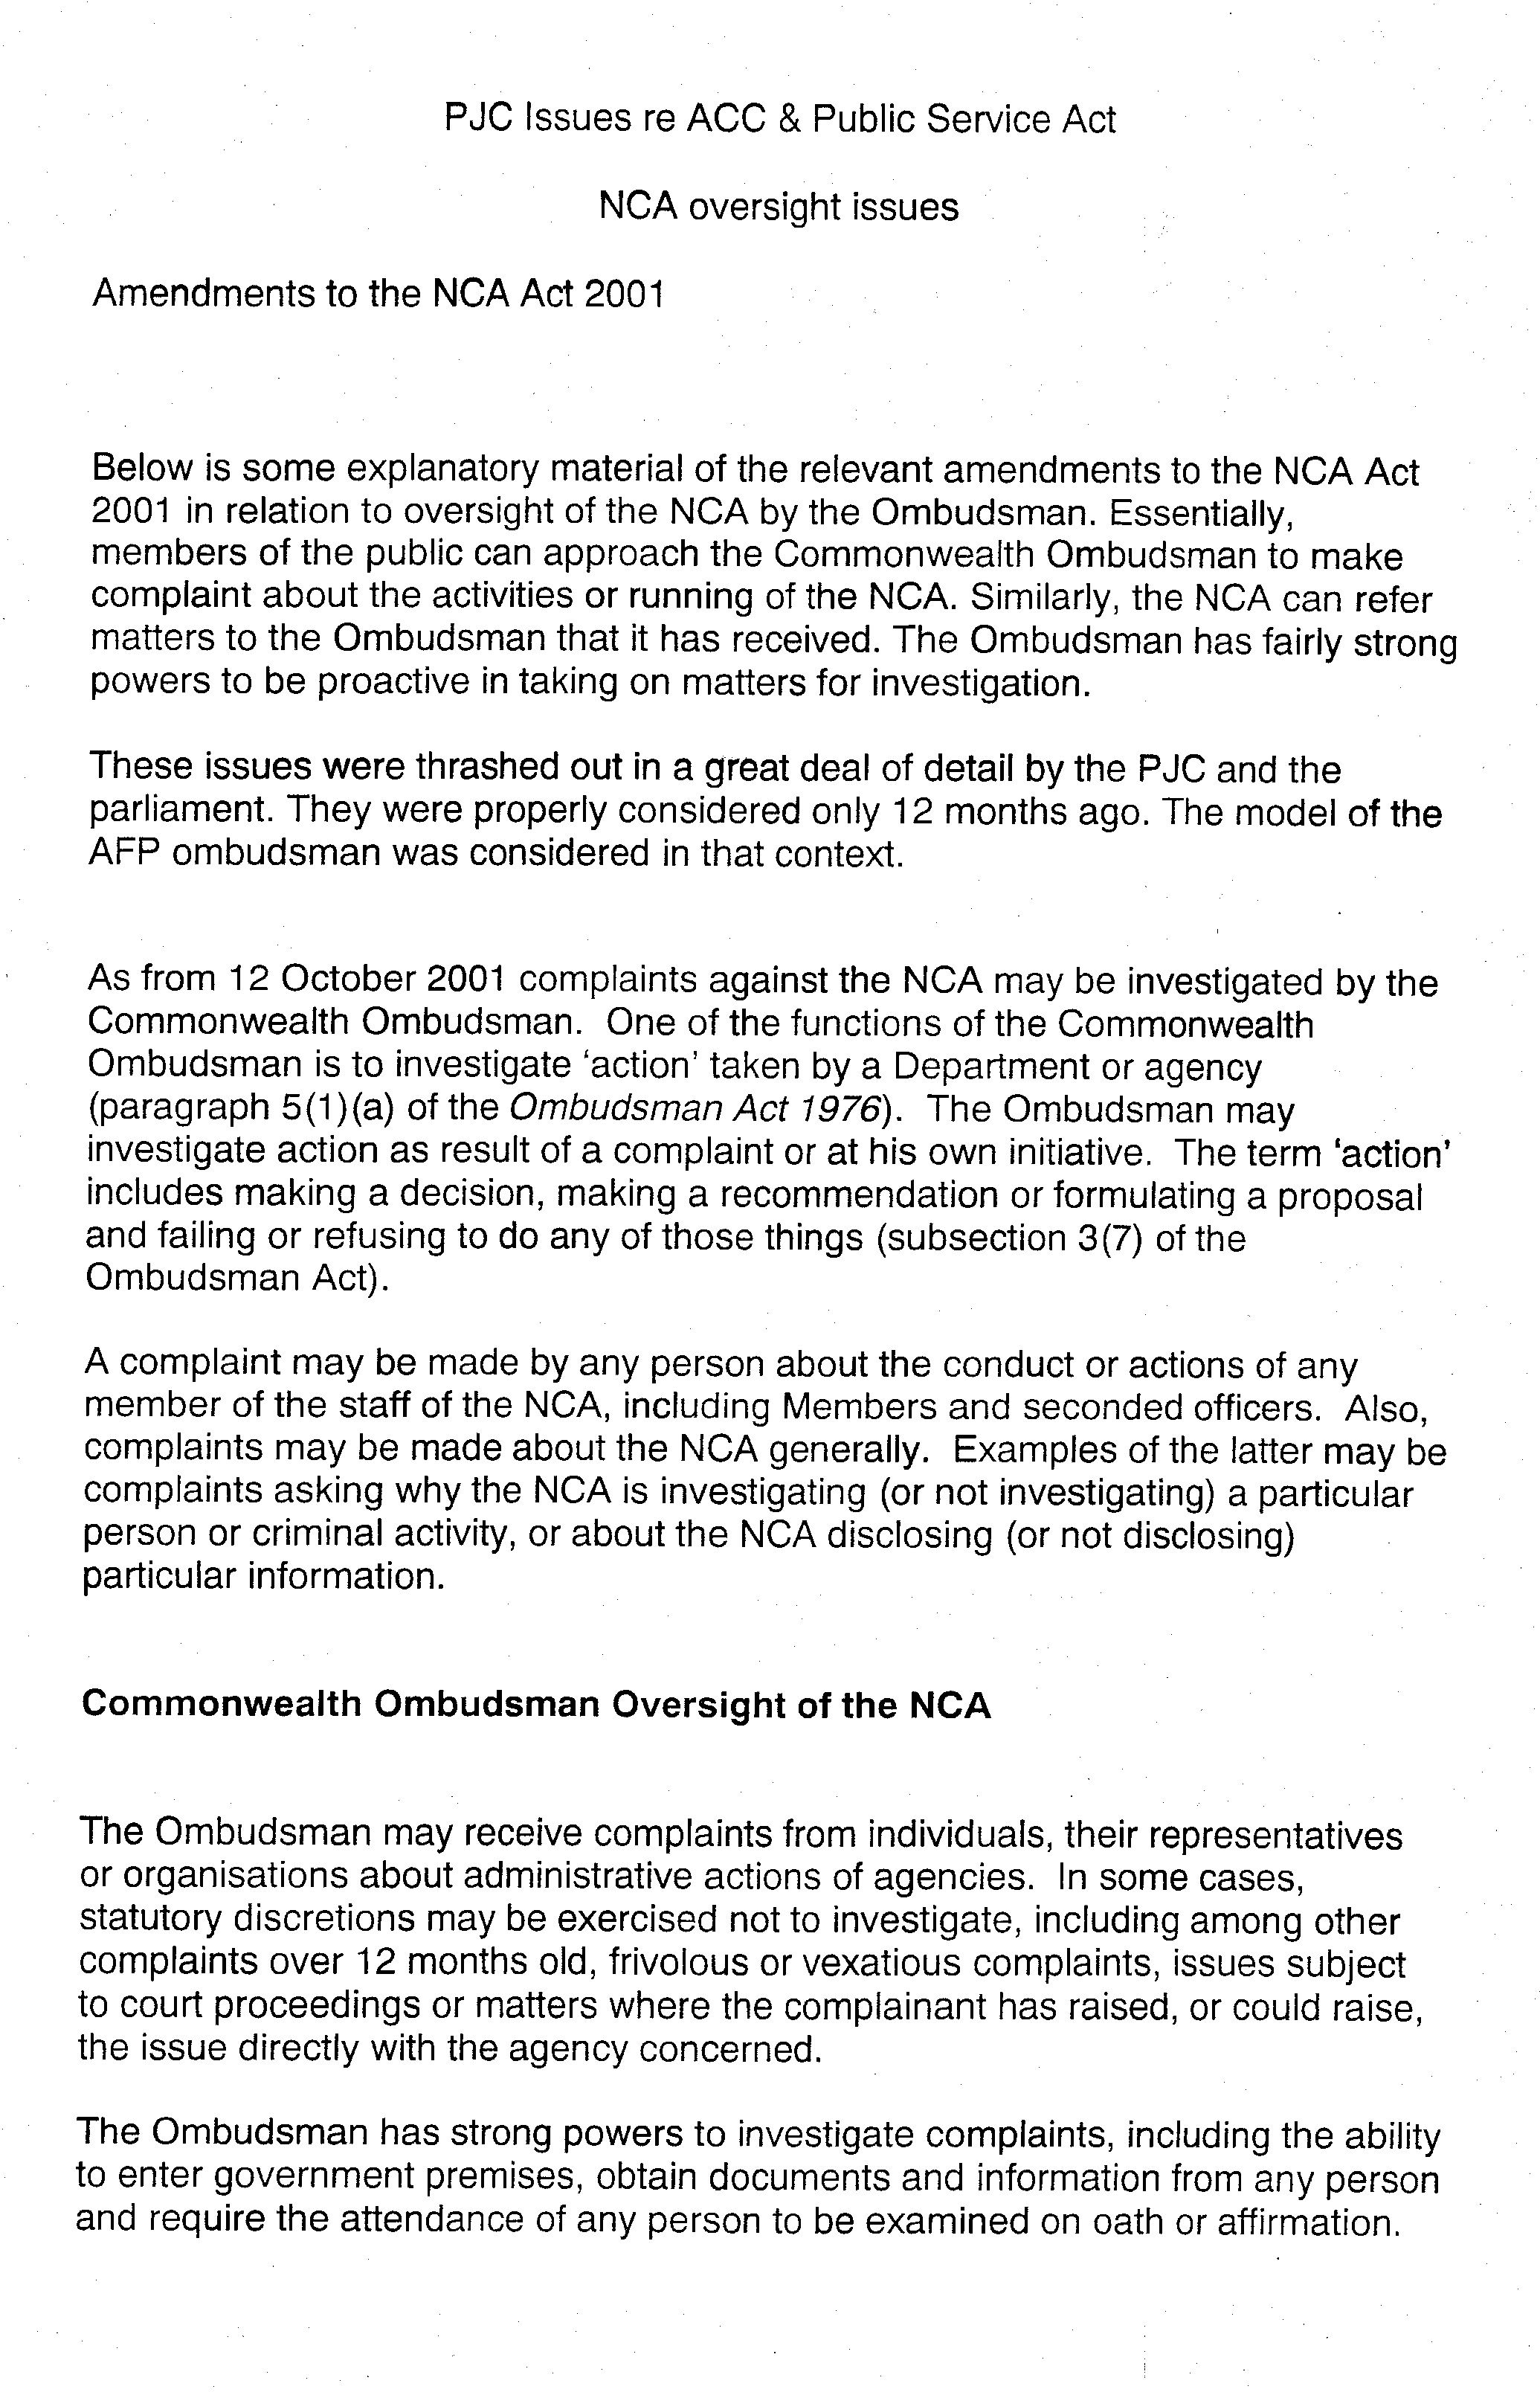 PJC Issues re ACC & Public Service Act
NCA oversight issues
Amendments to the NCA Act 2001
Below is some explanatory material of the relevant amendments to the NCA Act
2001 in relation to oversight of the NCA by the Ombudsman. Essentially,
members of the public can approach the Commonwealth Ombudsman to make
complaint about the activities or running of the NCA. Similarly, the NCA can refer
matters to the Ombudsman that it has received. The Ombudsman has fairly strong
powers to be proactive in taking on matters for investigation.
These issues were thrashed out in a great deal of detail by the PJC and the
parliament. They were properly considered only 12 months ago. The model of the
AFP ombudsman was considered in that context.
As from 12 October 2001 complaints against the NCA may be investigated by the
Commonwealth Ombudsman. One of the functions of the Commonwealth
Ombudsman is to investigate ‘action’ taken by a Department or agency
(paragraph 5(1)(a) of the Ombudsman Act 1976). The Ombudsman may
investigate action as result of a complaint or at his own initiative. The term ‘action’
includes making a decision, making a recommendation or formulating a proposal
and failing or refusing to do any of those things (subsection 3(7) of the
Ombudsman Act).
A complaint may be made by any person about the conduct or actions of any
member of the staff of the NCA, including Members and seconded officers. Also,
complaints may be made about the NCA generally. Examples of the latter may be
complaints asking why the NCA is investigating (or not investigating) a particular
person or criminal activity, or about the NCA disclosing (or not disclosing)
particular information.
Commonwealth Ombudsman Oversight of the NCA
The Ombudsman may receive complaints from individuals, their representatives
or organisations about administrative actions of agencies. In some cases,
statutory discretions may be exercised not to investigate, including among other
complaints over 12 months old, frivolous or vexatious complaints, issues subject
to court proceedings or matters where the complainant has raised, or could raise,
the issue directly with the agency concerned.
The Ombudsman has strong powers to investigate complaints, including the ability
to enter government premises, obtain documents and information from any person
and require the attendance of any person to be examined on oath or affirmation.